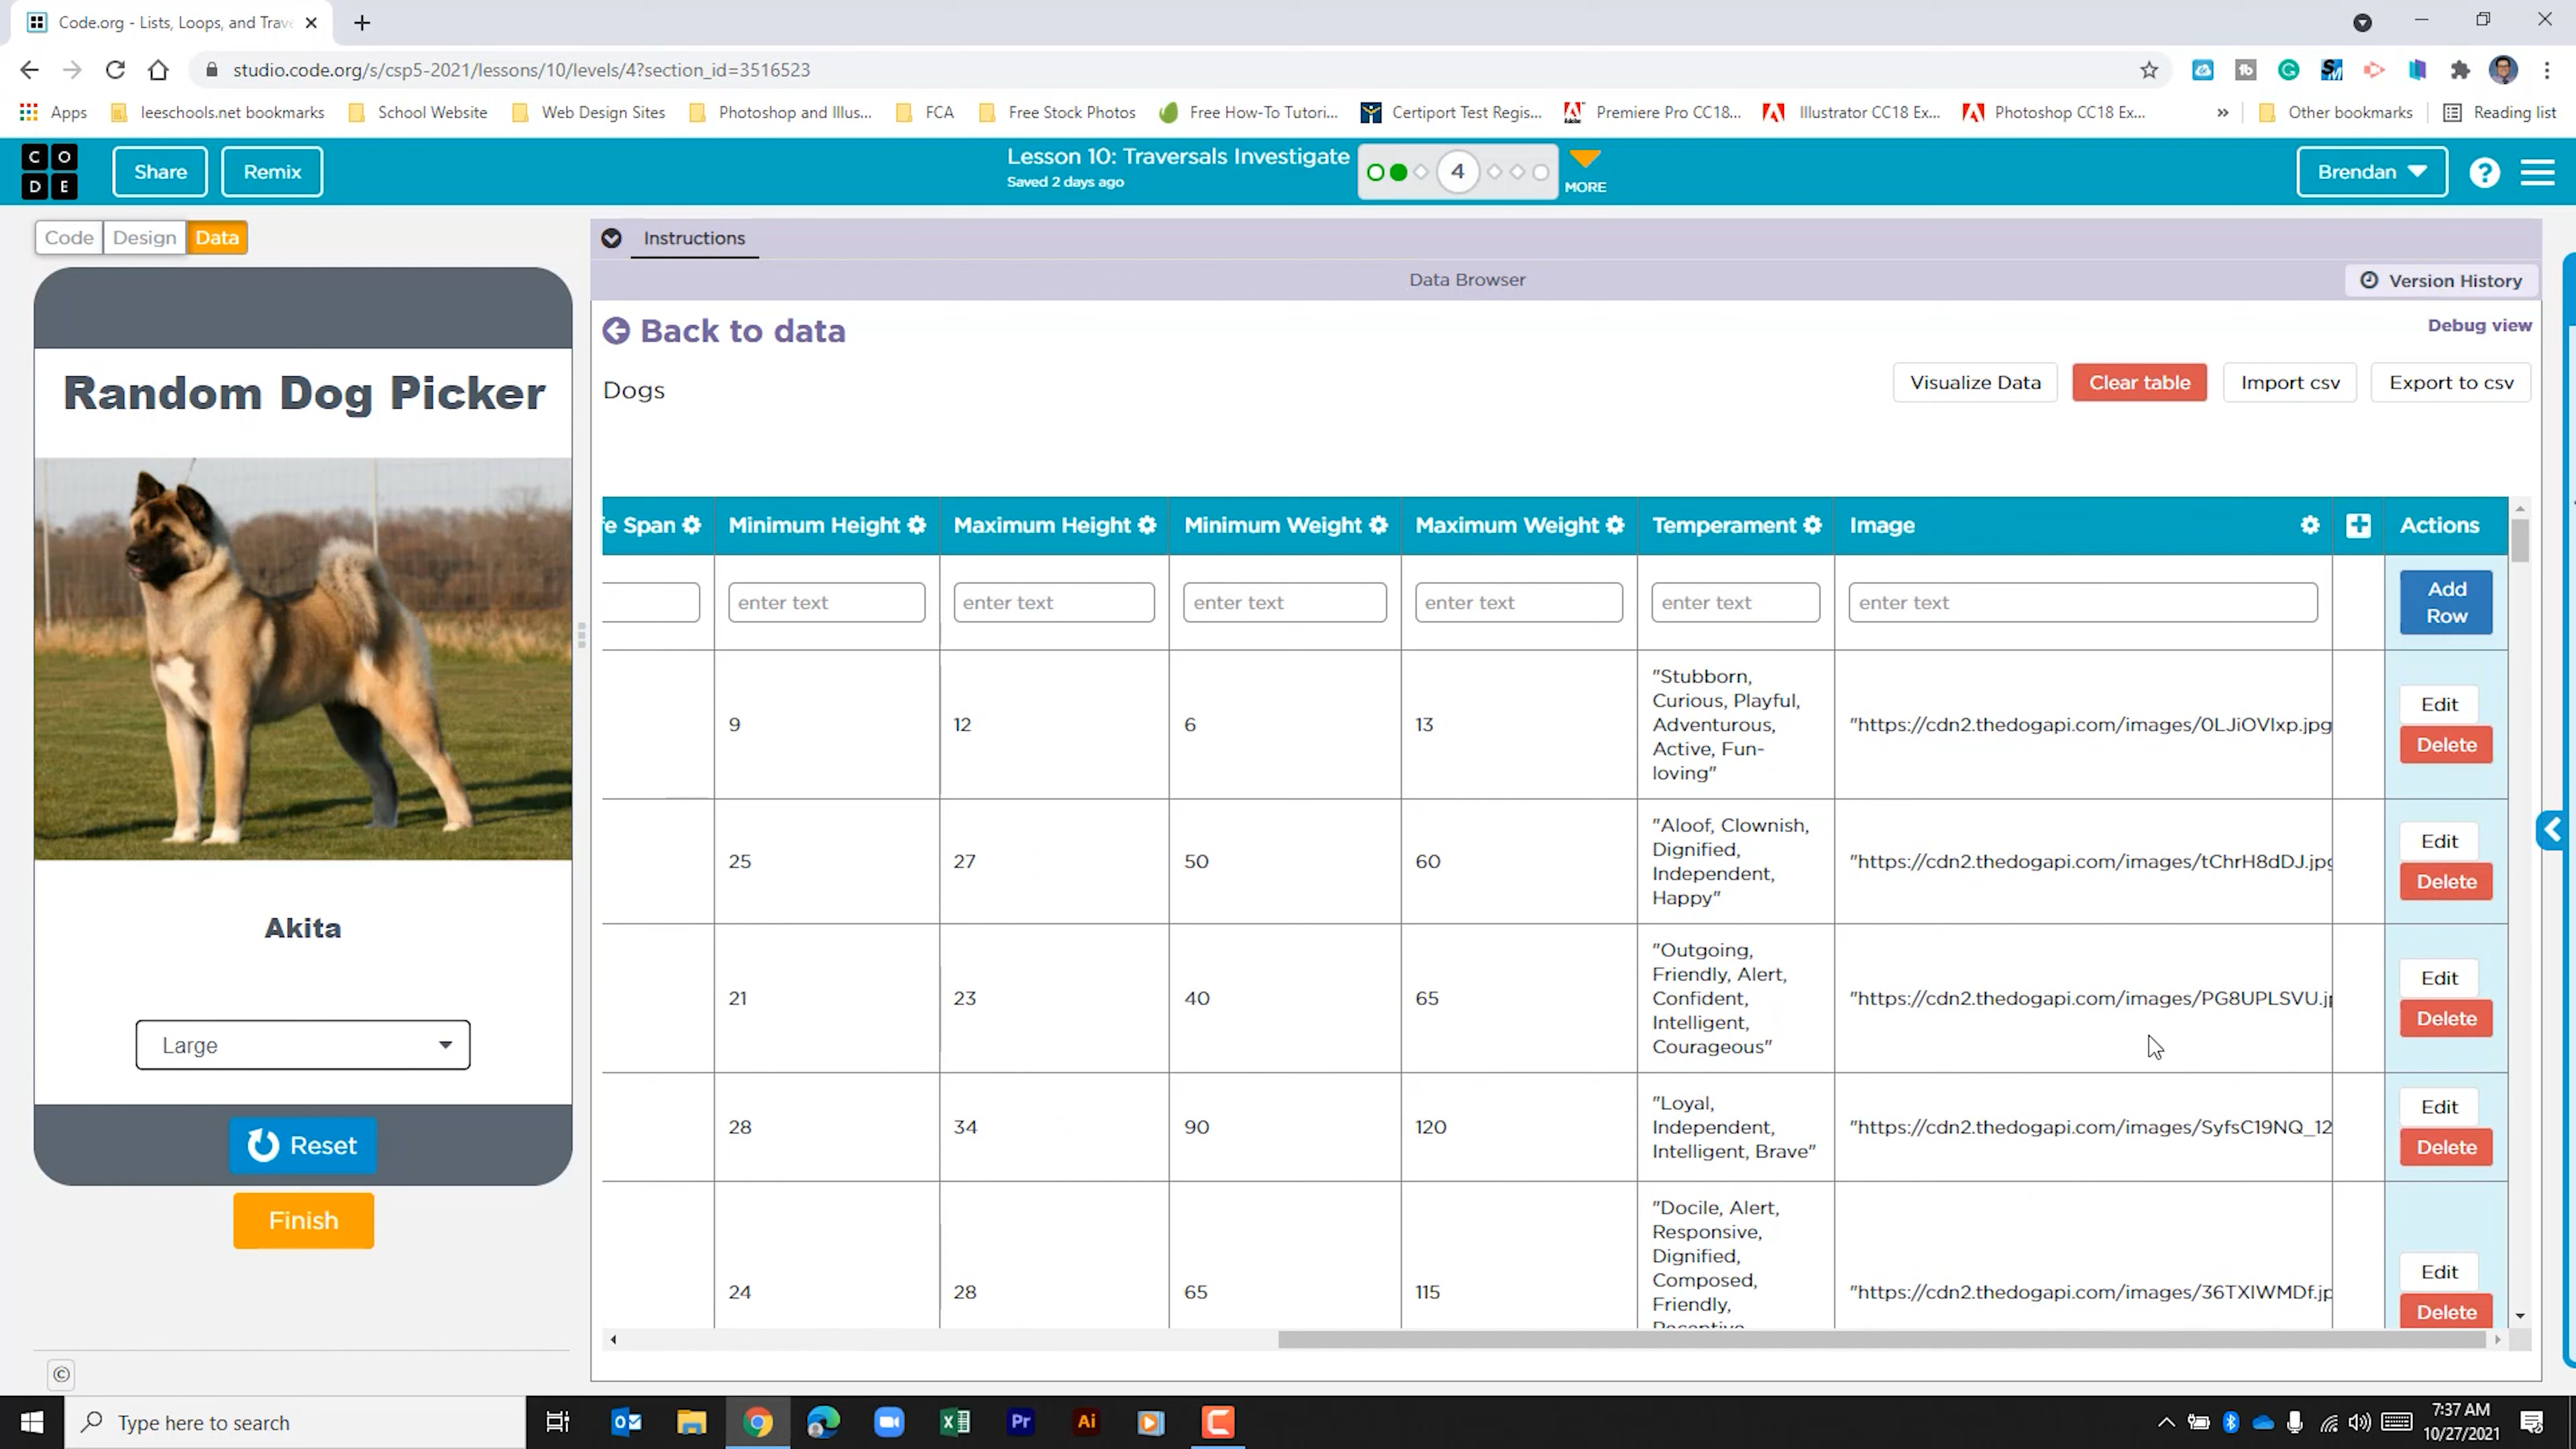 Code.org - Lists, Loops, and Trave
studio.code.org/s/csp5-2021/lessons/10/levels/4?section_id=3516523
Apps leeschools.net bookmarks School Website Web Design Sites Photoshop and Illus... FCA Free Stock Photos Free How-To Tutori... Certiport Test Regis... Premiere Pro CC18... Illustrator CC18 Ex... Photoshop CC18 Ex... » Other bookmarks Reading list
CODE Share Remix Lesson 10: Traversals Investigate 4 MORE Brendan
Saved 2 days ago
Code Design Data Instructions
Data Browser Version History
Back to data Debug view
Random Dog Picker
Dogs Visualize Data Clear table Import csv Export to csv
fe Span Minimum Height Maximum Height Minimum Weight Maximum Weight Temperament Image Actions
enter text enter text enter text enter text enter text enter text Add
Row
9 12 6 13 "Stubborn,
Curious, Playful,
Adventurous,
Active, Fun-
loving" "https://cdn2.thedogapi.com/images/0LJiOVIxp.jpg Edit
Delete
25 27 50 60 "Aloof, Clownish,
Dignified,
Independent,
Happy" "https://cdn2.thedogapi.com/images/tChrH8dDJ.jpg Edit
Delete
21 23 40 65 "Outgoing,
Friendly, Alert,
Confident,
Intelligent,
Courageous" "https://cdn2.thedogapi.com/images/PG8UPLSVU.jp Edit
Delete
28 34 90 120 "Loyal,
Independent,
Intelligent, Brave" "https://cdn2.thedogapi.com/images/SyfsC19NQ_12 Edit
Delete
24 28 65 115 "Docile, Alert,
Responsive,
Dignified,
Composed,
Friendly,
"https://cdn2.thedogapi.com/images/36TXIWMDf.jp Edit
Delete
Akita
Large
Reset
Finish
©
Type here to search
7:37 AM
10/27/2021